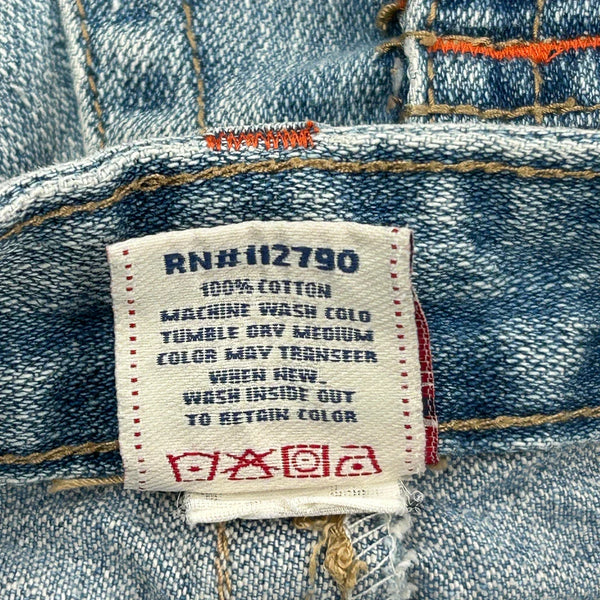 RN#112790
100% COTTON
MACHINE WASH COLD
TUMBLE DRY MEDIUM
COLOR MAY TRANSFER
WHEN NEW.
WASH INSIDE OUT
TO RETAIN COLOR